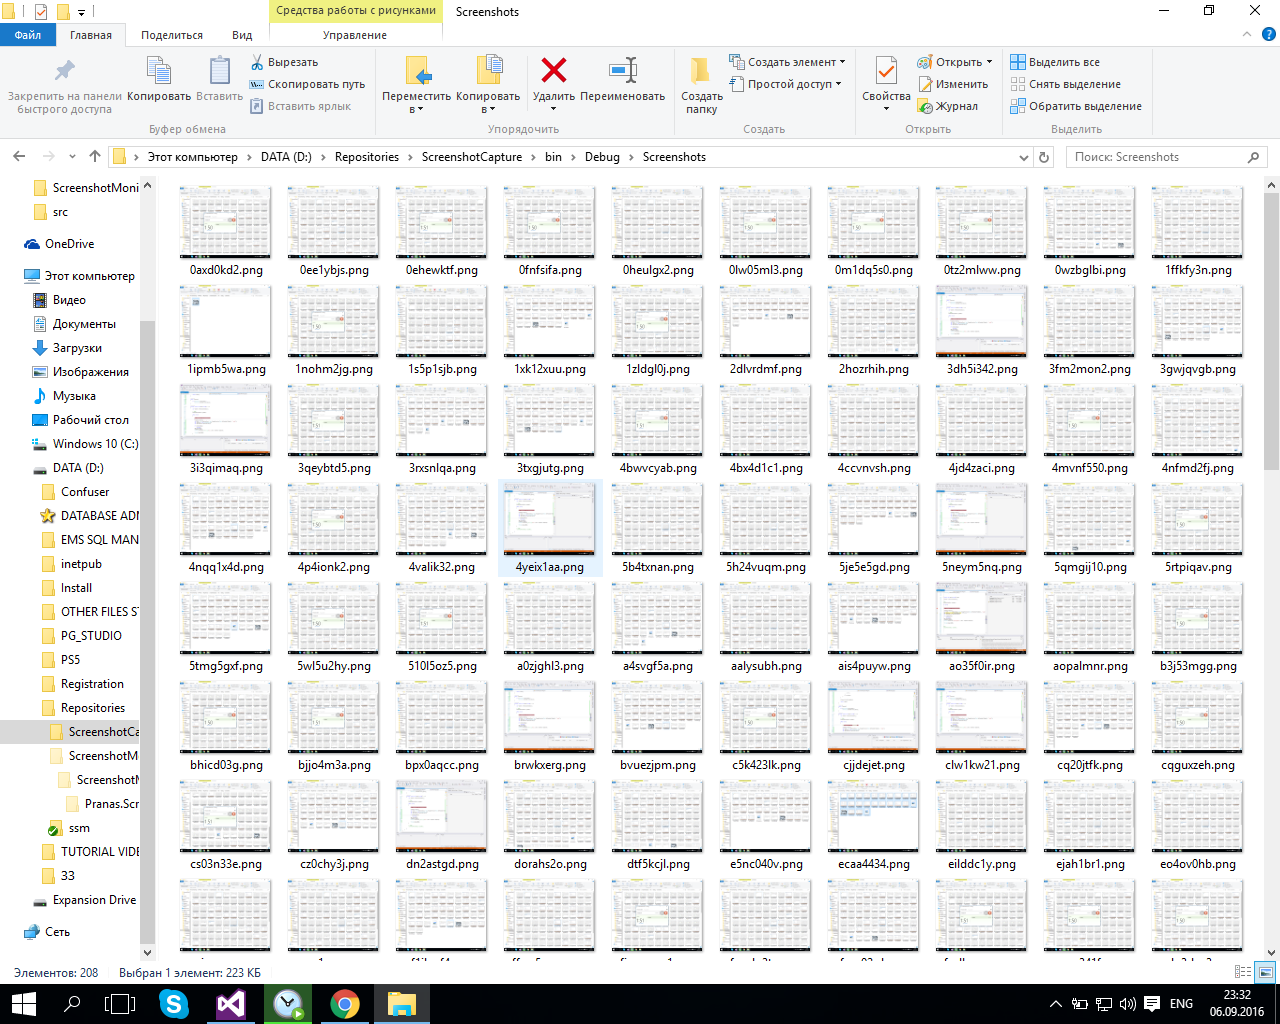 Средства работы с рисунками
Screenshots
Файл
Главная
Поделиться
Вид
Управление
Закрепить на панели быстрого доступа
Копировать
Вставить
Вырезать
Скопировать путь
Вставить ярлык
Буфер обмена
Переместить в
Копировать в
Удалить
Переименовать
Упорядочить
Создать папку
Создать элемент
Простой доступ
Создать
Свойства
Открыть
Изменить
Журнал
Открыть
Выделить все
Снять выделение
Обратить выделение
Выделить
Этот компьютер
DATA (D:)
Repositories
ScreenshotCapture
bin
Debug
Screenshots
Поиск: Screenshots
ScreenshotMoni
src
OneDrive
Этот компьютер
Видео
Документы
Загрузки
Изображения
Музыка
Рабочий стол
Windows 10 (C:)
DATA (D:)
Confuser
DATABASE ADM
EMS SQL MAN
inetpub
Install
OTHER FILES ST
PG_STUDIO
PS5
Registration
Repositories
ScreenshotCa
ScreenshotM
Screenshot
Pranas.Scr
ssm
TUTORIAL VIDE
33
Expansion Drive
Сеть
0axd0kd2.png 0ee1ybjs.png 0ehewktf.png 0fnfsifa.png 0heulgx2.png 0lw05ml3.png 0m1dq5s0.png 0tz2mlww.png 0wzbglbi.png 1ffkfy3n.png
1ipmb5wa.png 1nohm2jg.png 1s5p1sjb.png 1xk12xuu.png 1zldgl0j.png 2dlvrdmf.png 2hozrhih.png 3dh5i342.png 3fm2mon2.png 3gwjqvgb.png
3i3qimaq.png 3qeybtd5.png 3rxsnlqa.png 3txgjutg.png 4bwvcyab.png 4bx4d1c1.png 4ccvnvsh.png 4jd4zaci.png 4mvnf550.png 4nfmd2fj.png
4nqq1x4d.png 4p4ionk2.png 4valik32.png 4yeix1aa.png 5b4txnan.png 5h24vuqm.png 5je5e5gd.png 5neym5nq.png 5qmgij10.png 5rtpiqav.png
5tmg5gxf.png 5wl5u2hy.png 510l5oz5.png a0zjghl3.png a4svgf5a.png aalysubh.png ais4puyw.png ao35f0ir.png aopalmnr.png b3j53mgg.png
bhicd03g.png bjjo4m3a.png bpx0aqcc.png brwkxerg.png bvuezjpm.png c5k423lk.png cjjdejet.png clw1kw21.png cq20jtfk.png cqguxzeh.png
cs03n33e.png cz0chy3j.png dn2astgd.png dorahs2o.png dtf5kcjl.png e5nc040v.png ecaa4434.png eilddc1y.png ejah1br1.png eo4ov0hb.png
Элементов: 208
Выбран 1 элемент: 223 КБ
ENG
23:32
06.09.2016